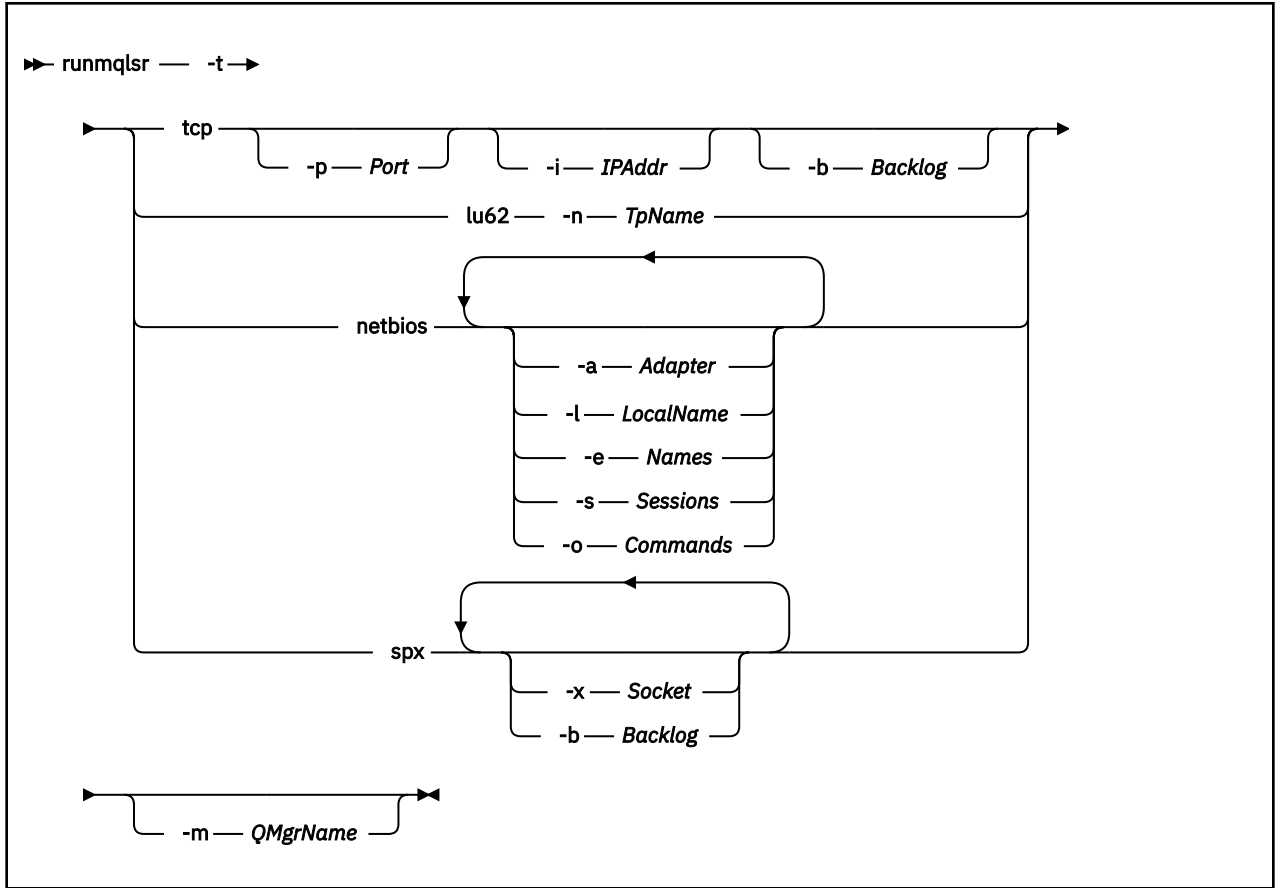 runmqlsr -t
tcp -p Port -i IPAddr -b Backlog
lu62 -n TpName
netbios
-a Adapter
-l LocalName
-e Names
-s Sessions
-o Commands
spx
-x Socket
-b Backlog
-m QMgrName